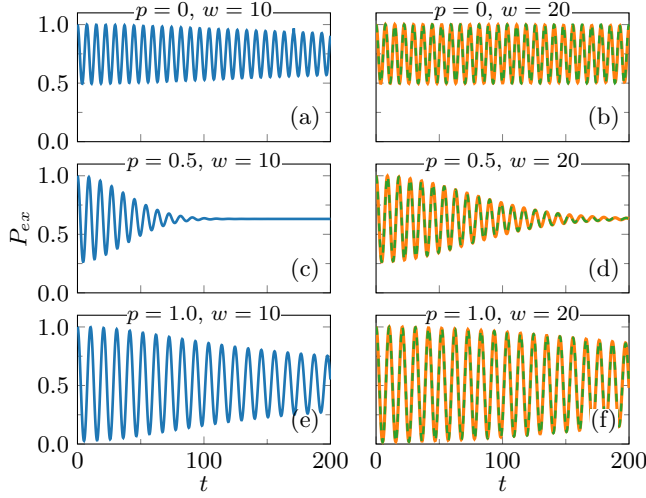 p = 0, w = 10
p = 0, w = 20
1.0
0.5
0.0
(a)
(b)
p = 0.5, w = 10
p = 0.5, w = 20
1.0
0.5
0.0
P_{ex}
(c)
(d)
p = 1.0, w = 10
p = 1.0, w = 20
1.0
0.5
0.0
(e)
(f)
0 100 200
0 100 200
t
t